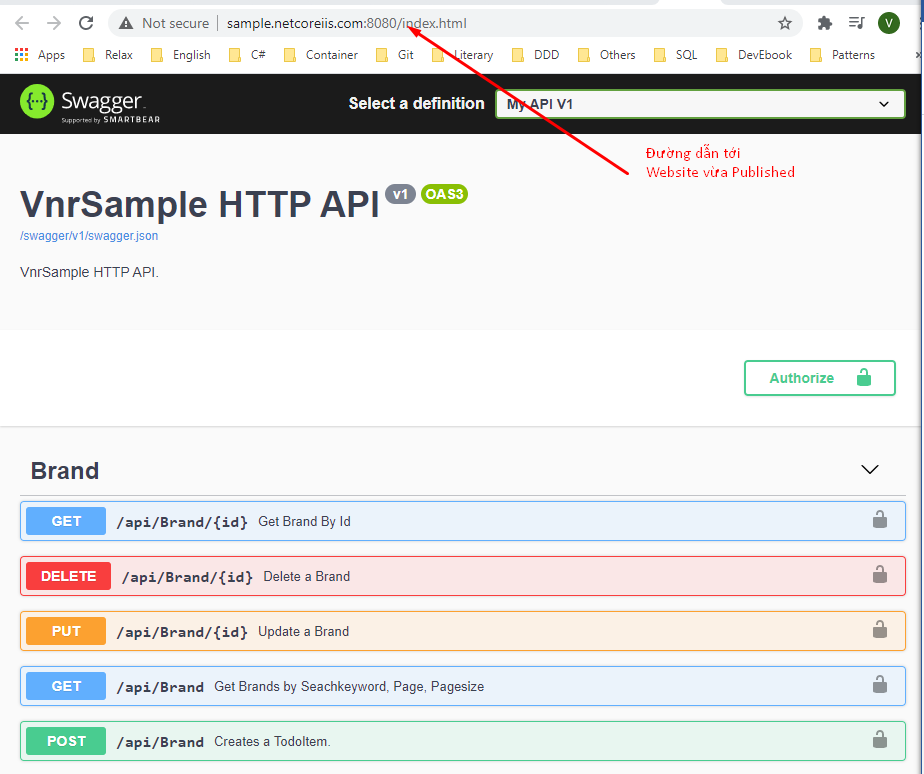 Not secure
sample.netcoreiis.com:8080/index.html
V
Apps Relax English C# Container Git Literary DDD Others SQL DevEbook Patterns »
Swagger
Supported by SMARTBEAR
Select a definition
My API V1
Đường dẫn tới
Website vừa Published
VnrSample HTTP API v1 OAS3
/swagger/v1/swagger.json
VnrSample HTTP API.
Authorize
Brand
GET /api/Brand/{id} Get Brand By Id
DELETE /api/Brand/{id} Delete a Brand
PUT /api/Brand/{id} Update a Brand
GET /api/Brand Get Brands by Seachkeyword, Page, Pagesize
POST /api/Brand Creates a TodoItem.